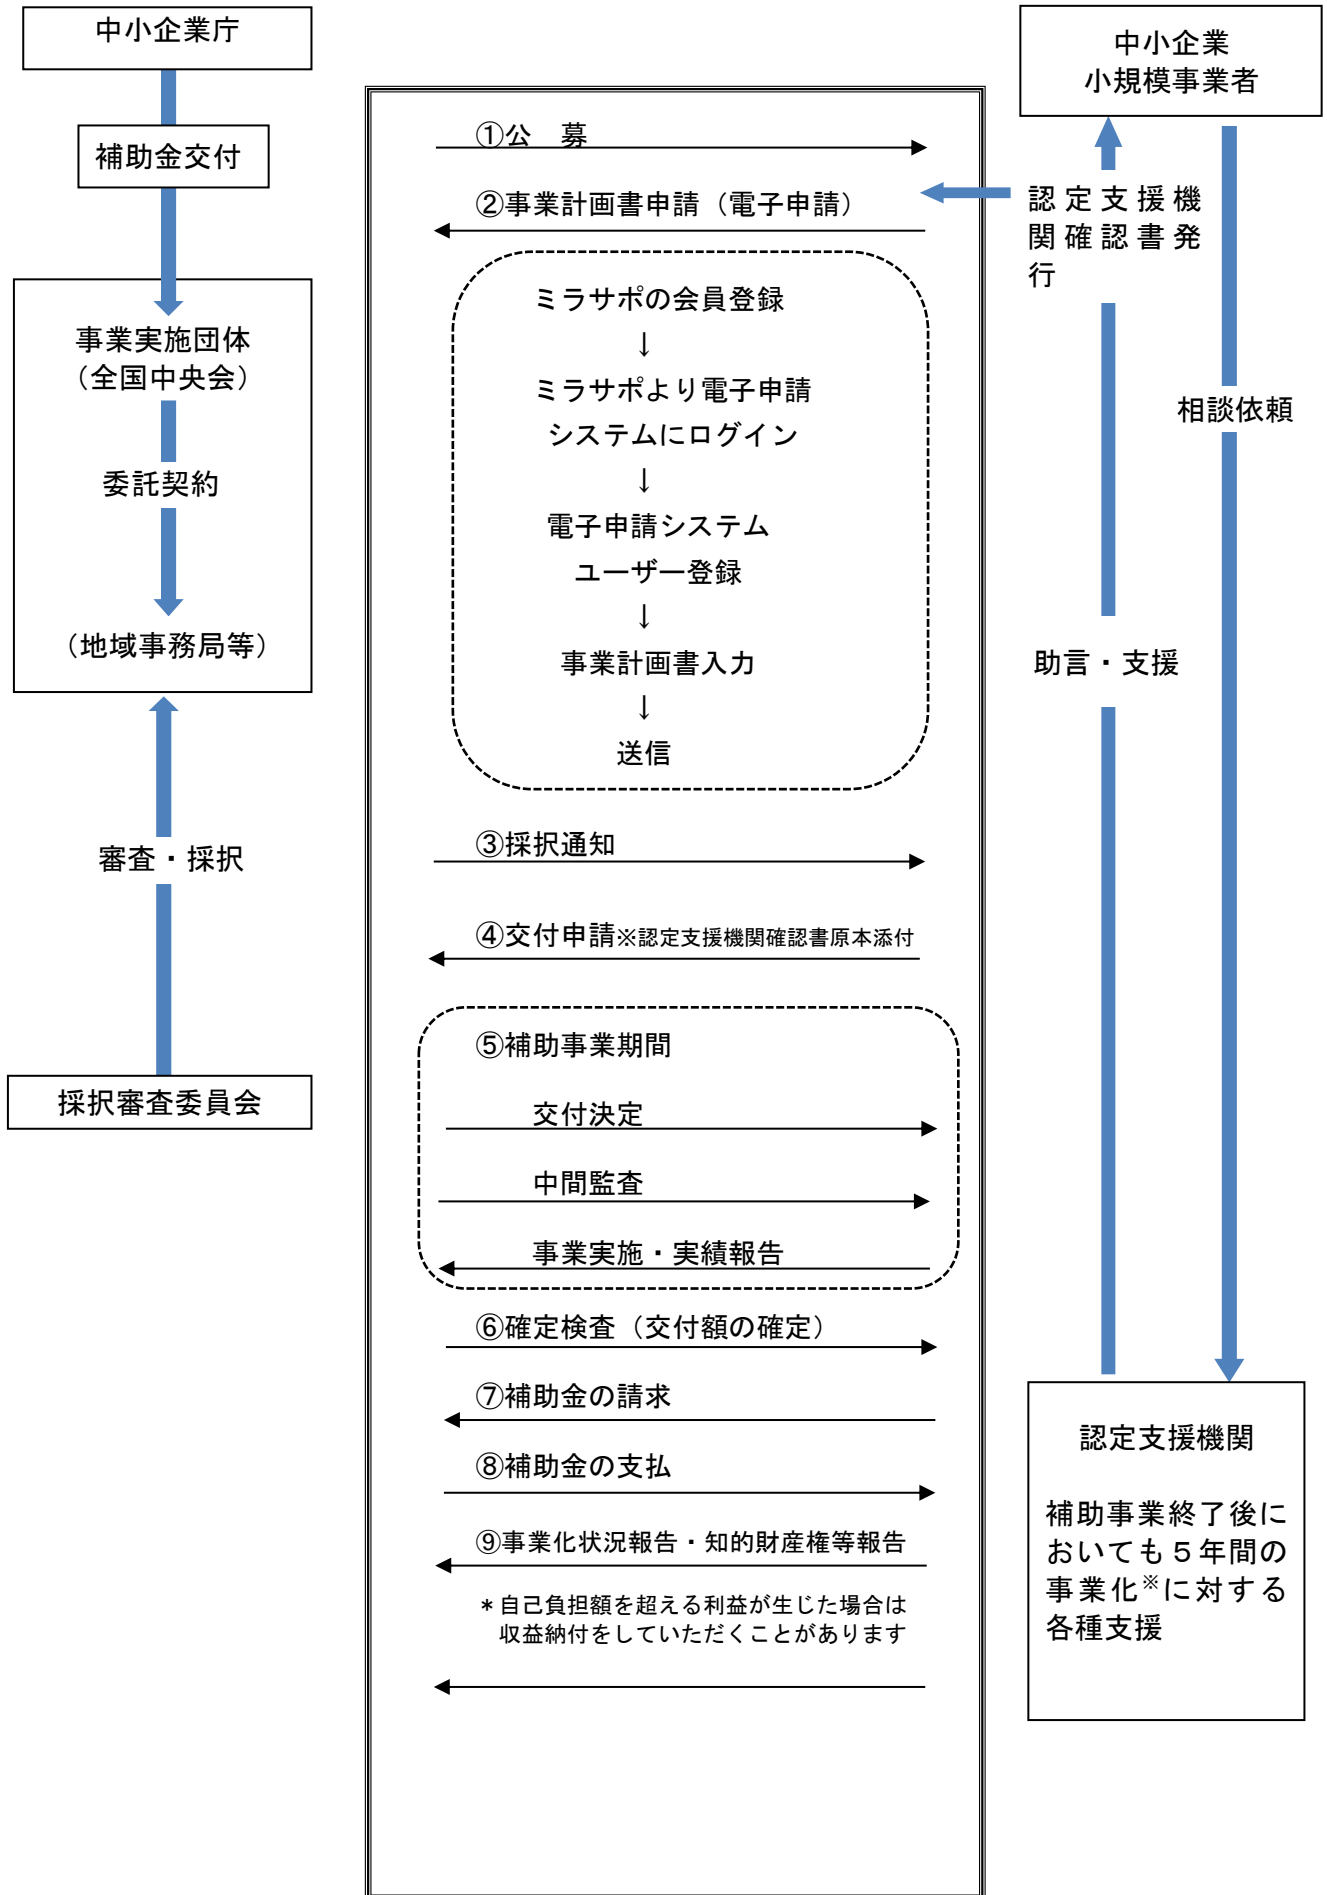 中小企業庁
補助金交付
事業実施団体
（全国中央会）
委託契約
（地域事務局等）
審査・採択
採択審査委員会
①公　募
②事業計画書申請（電子申請）
ミラサポの会員登録
↓
ミラサポより電子申請
システムにログイン
↓
電子申請システム
ユーザー登録
↓
事業計画書入力
↓
送信
③採択通知
④交付申請※認定支援機関確認書原本添付
⑤補助事業期間
交付決定
中間監査
事業実施・実績報告
⑥確定検査（交付額の確定）
⑦補助金の請求
⑧補助金の支払
⑨事業化状況報告・知的財産権等報告
＊自己負担額を超える利益が生じた場合は
収益納付をしていただくことがあります
中小企業
小規模事業者
認定支援機
関確認書発
行
相談依頼
助言・支援
認定支援機関
補助事業終了後に
おいても５年間の
事業化※に対する
各種支援